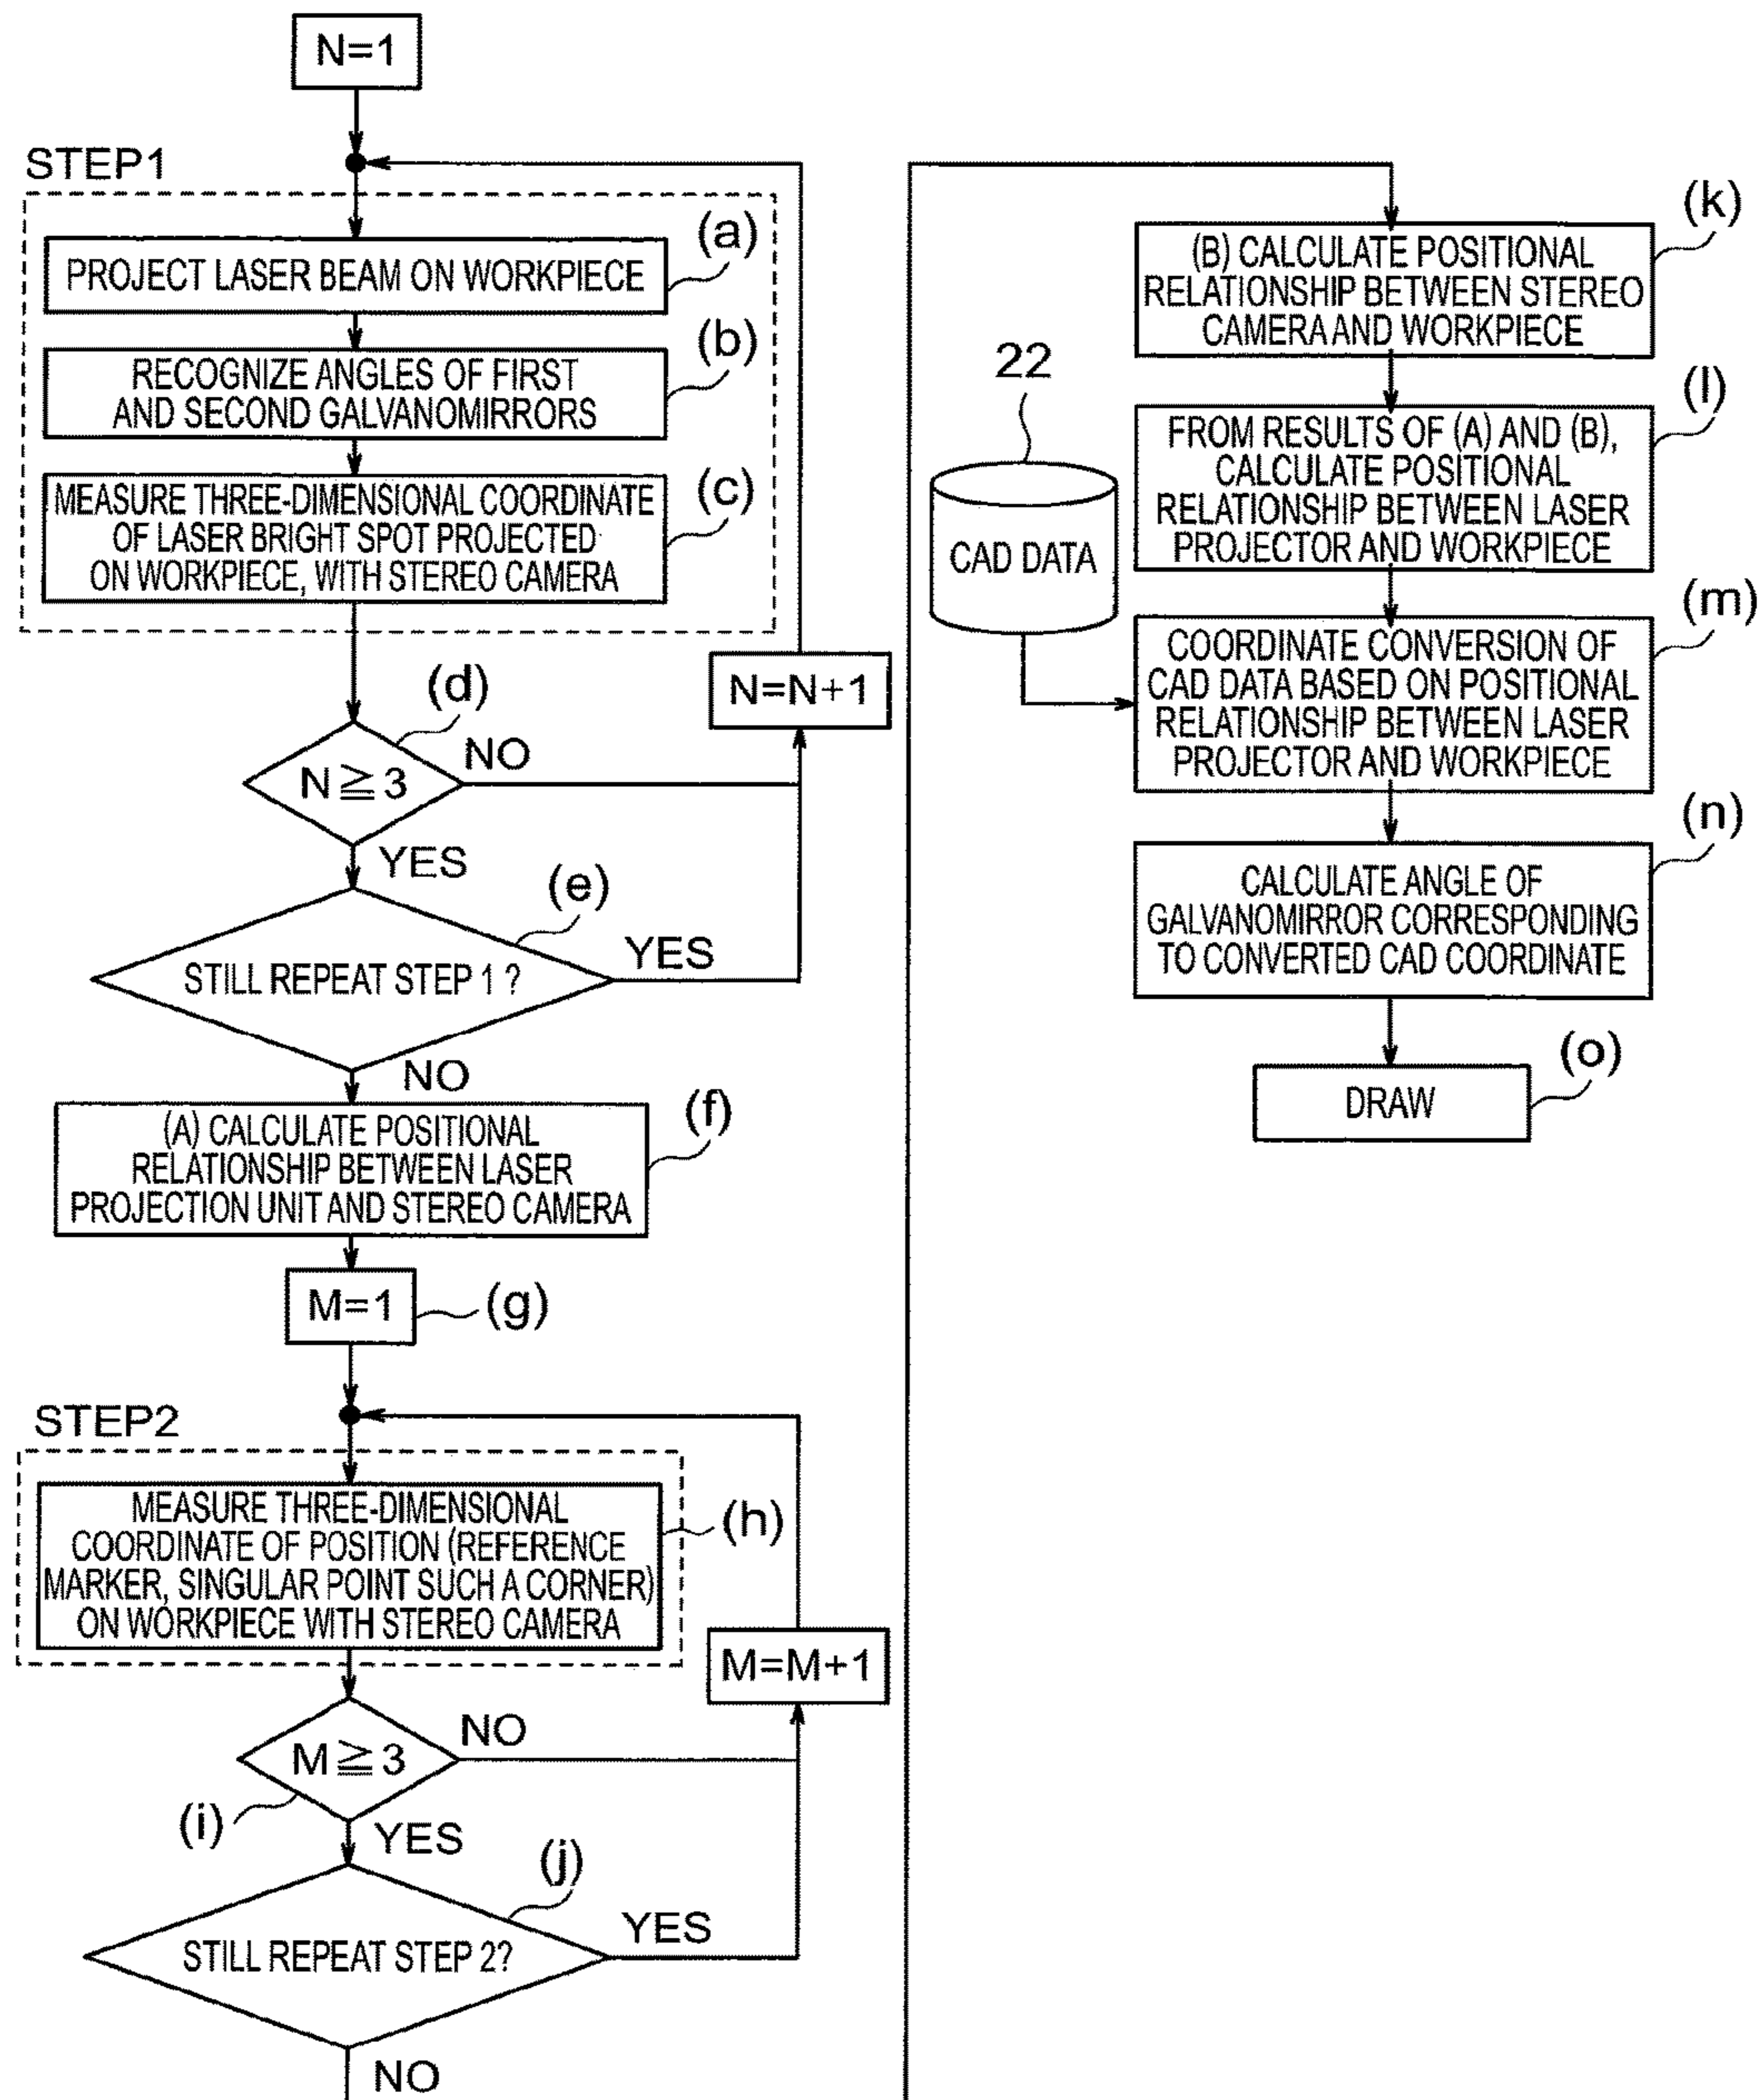 N=1
STEP1
(a)
PROJECT LASER BEAM ON WORKPIECE
(b)
RECOGNIZE ANGLES OF FIRST
AND SECOND GALVANOMIRRORS
(c)
MEASURE THREE-DIMENSIONAL COORDINATE
OF LASER BRIGHT SPOT PROJECTED
ON WORKPIECE, WITH STEREO CAMERA
N=N+1
(d)
N≧3
NO
YES
(e)
STILL REPEAT STEP 1 ?
YES
NO
(f)
(A) CALCULATE POSITIONAL
RELATIONSHIP BETWEEN LASER
PROJECTION UNIT AND STEREO CAMERA
M=1
(g)
STEP2
(h)
MEASURE THREE-DIMENSIONAL
COORDINATE OF POSITION (REFERENCE
MARKER, SINGULAR POINT SUCH A CORNER)
ON WORKPIECE WITH STEREO CAMERA
M=M+1
M≧3
NO
(i)
YES
(j)
STILL REPEAT STEP 2?
YES
NO
(k)
(B) CALCULATE POSITIONAL
RELATIONSHIP BETWEEN STEREO
CAMERA AND WORKPIECE
22
CAD DATA
(l)
FROM RESULTS OF (A) AND (B),
CALCULATE POSITIONAL
RELATIONSHIP BETWEEN LASER
PROJECTOR AND WORKPIECE
(m)
COORDINATE CONVERSION OF
CAD DATA BASED ON POSITIONAL
RELATIONSHIP BETWEEN LASER
PROJECTOR AND WORKPIECE
(n)
CALCULATE ANGLE OF
GALVANOMIRROR CORRESPONDING
TO CONVERTED CAD COORDINATE
(o)
DRAW